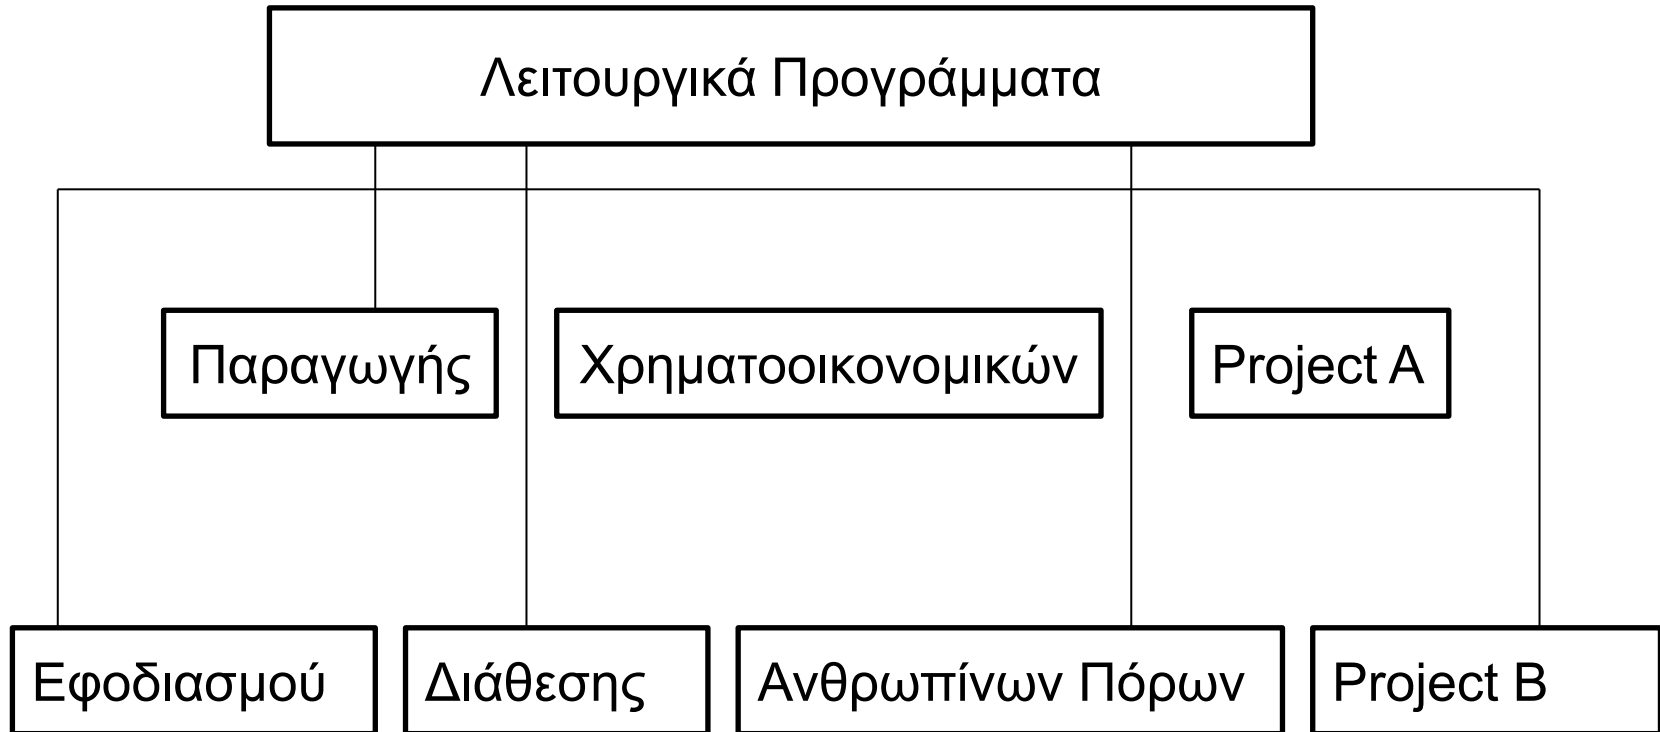 Λειτουργικά Προγράμματα
Παραγωγής
Χρηματοοικονομικών
Project A
Εφοδιασμού
Διάθεσης
Ανθρωπίνων Πόρων
Project B